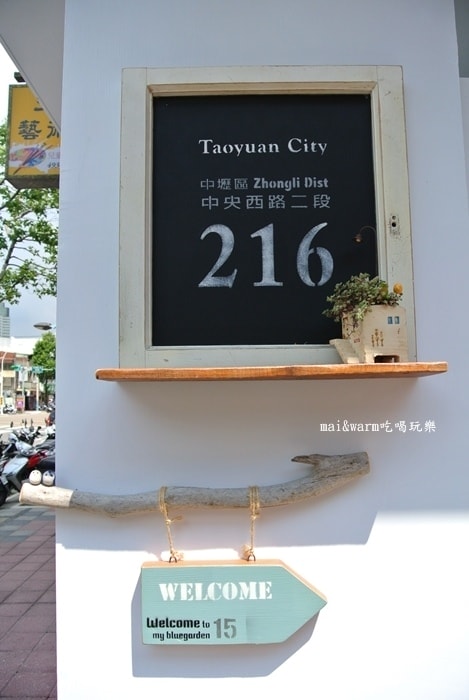 Taoyuan City
中壢區 Zhongli Dist
中央西路二段
216
mai&warm吃喝玩樂
WELCOME
Welcome to
my bluegarden 15
藝